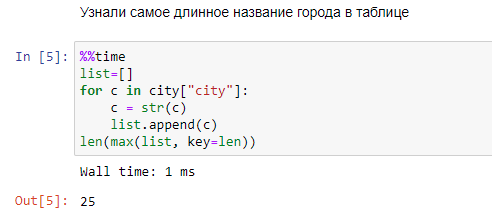 Узнали самое длинное название города в таблице
In [5]: %%time
list=[]
for c in city["city"]:
    c = str(c)
    list.append(c)
len(max(list, key=len))
Wall time: 1 ms
Out[5]: 25